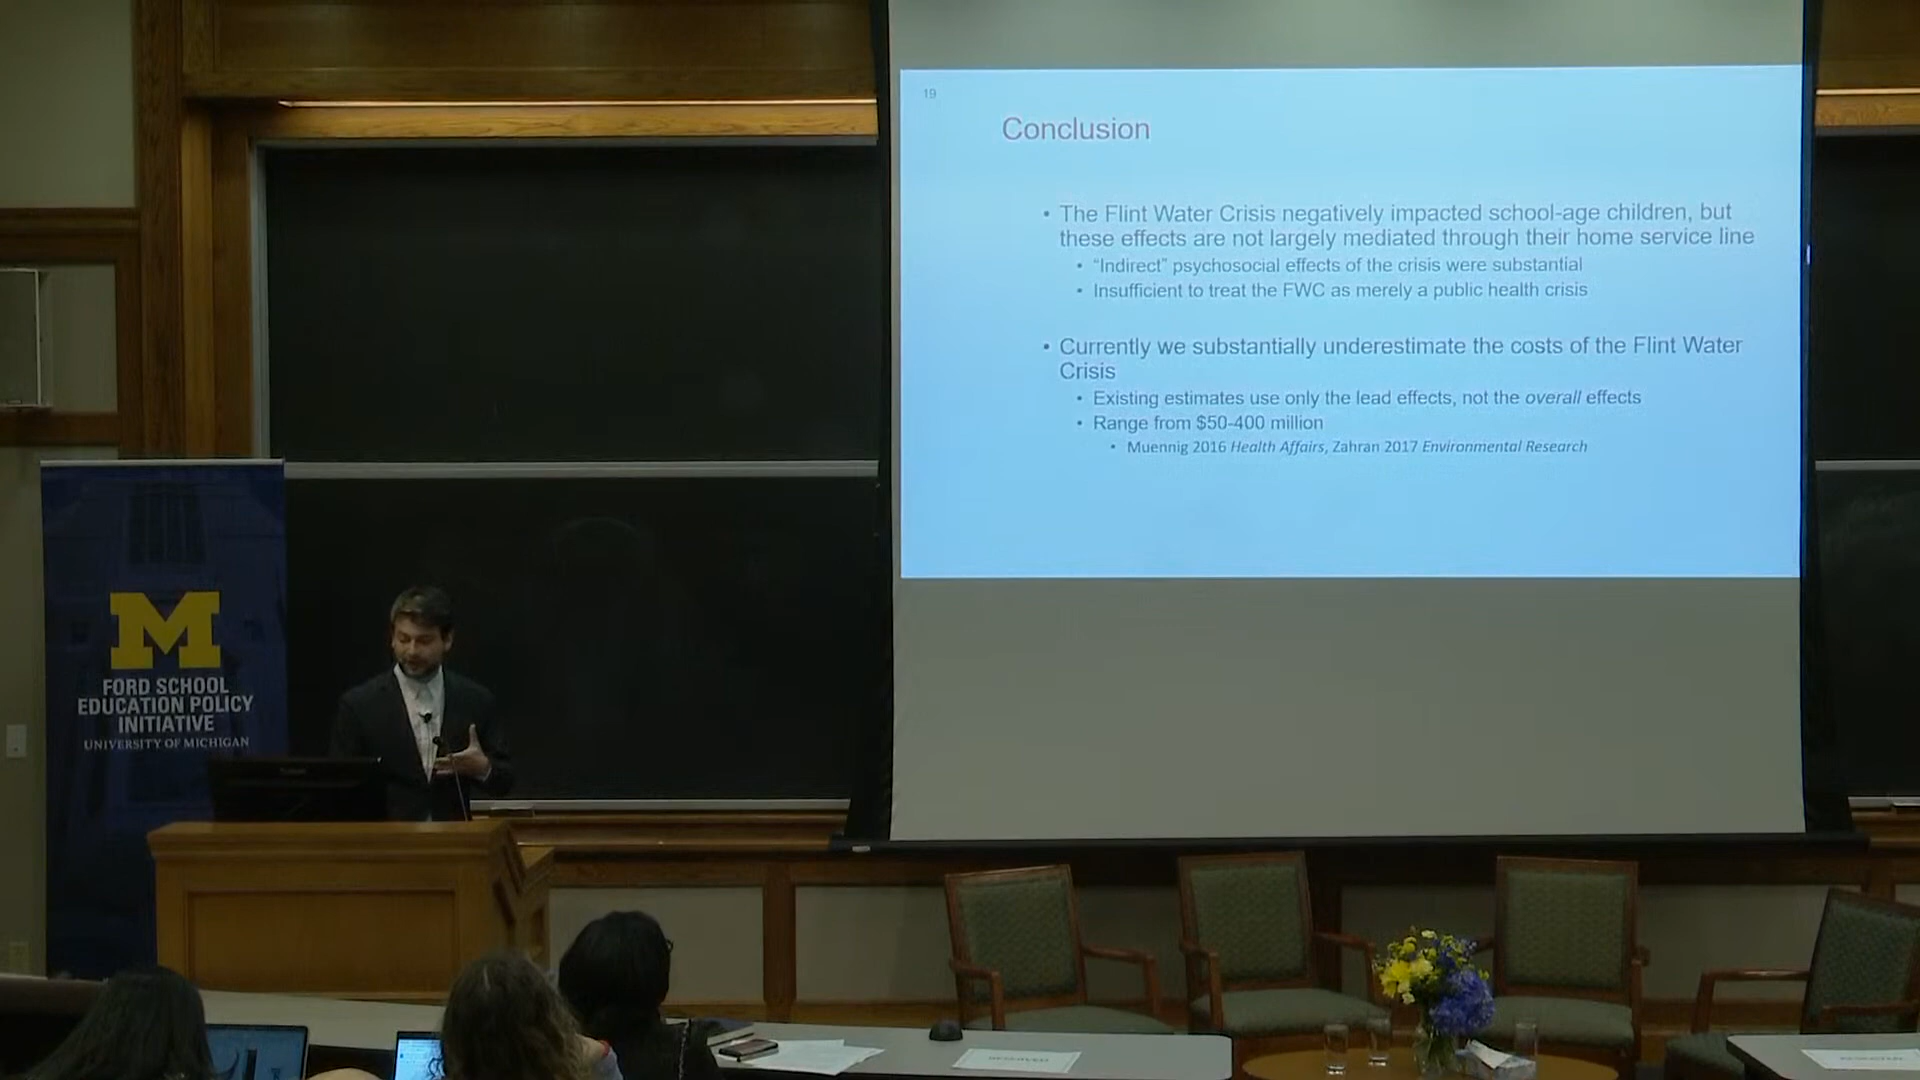 19
Conclusion
• The Flint Water Crisis negatively impacted school-age children, but
these effects are not largely mediated through their home service line
• “Indirect” psychosocial effects of the crisis were substantial
• Insufficient to treat the FWC as merely a public health crisis
• Currently we substantially underestimate the costs of the Flint Water
Crisis
• Existing estimates use only the lead effects, not the overall effects
• Range from $50-400 million
• Muennig 2016 Health Affairs, Zahran 2017 Environmental Research
M
FORD SCHOOL
EDUCATION POLICY
INITIATIVE
UNIVERSITY OF MICHIGAN
RESERVED